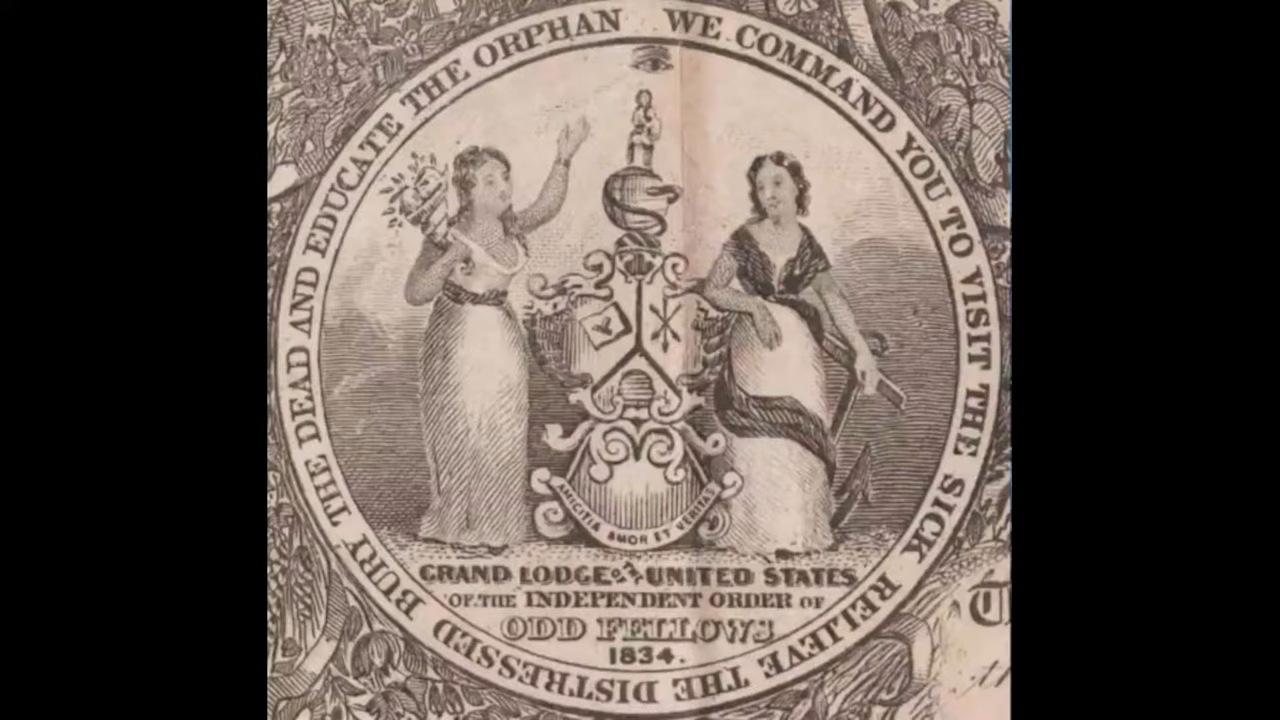 WE COMMAND YOU TO VISIT THE SICK RELIEVE THE DISTRESSED BURY THE DEAD AND EDUCATE THE ORPHAN
AMICITIA AMOR ET VERITAS
GRAND LODGE OF THE UNITED STATES
OF THE INDEPENDENT ORDER OF
ODD FELLOWS
1834.